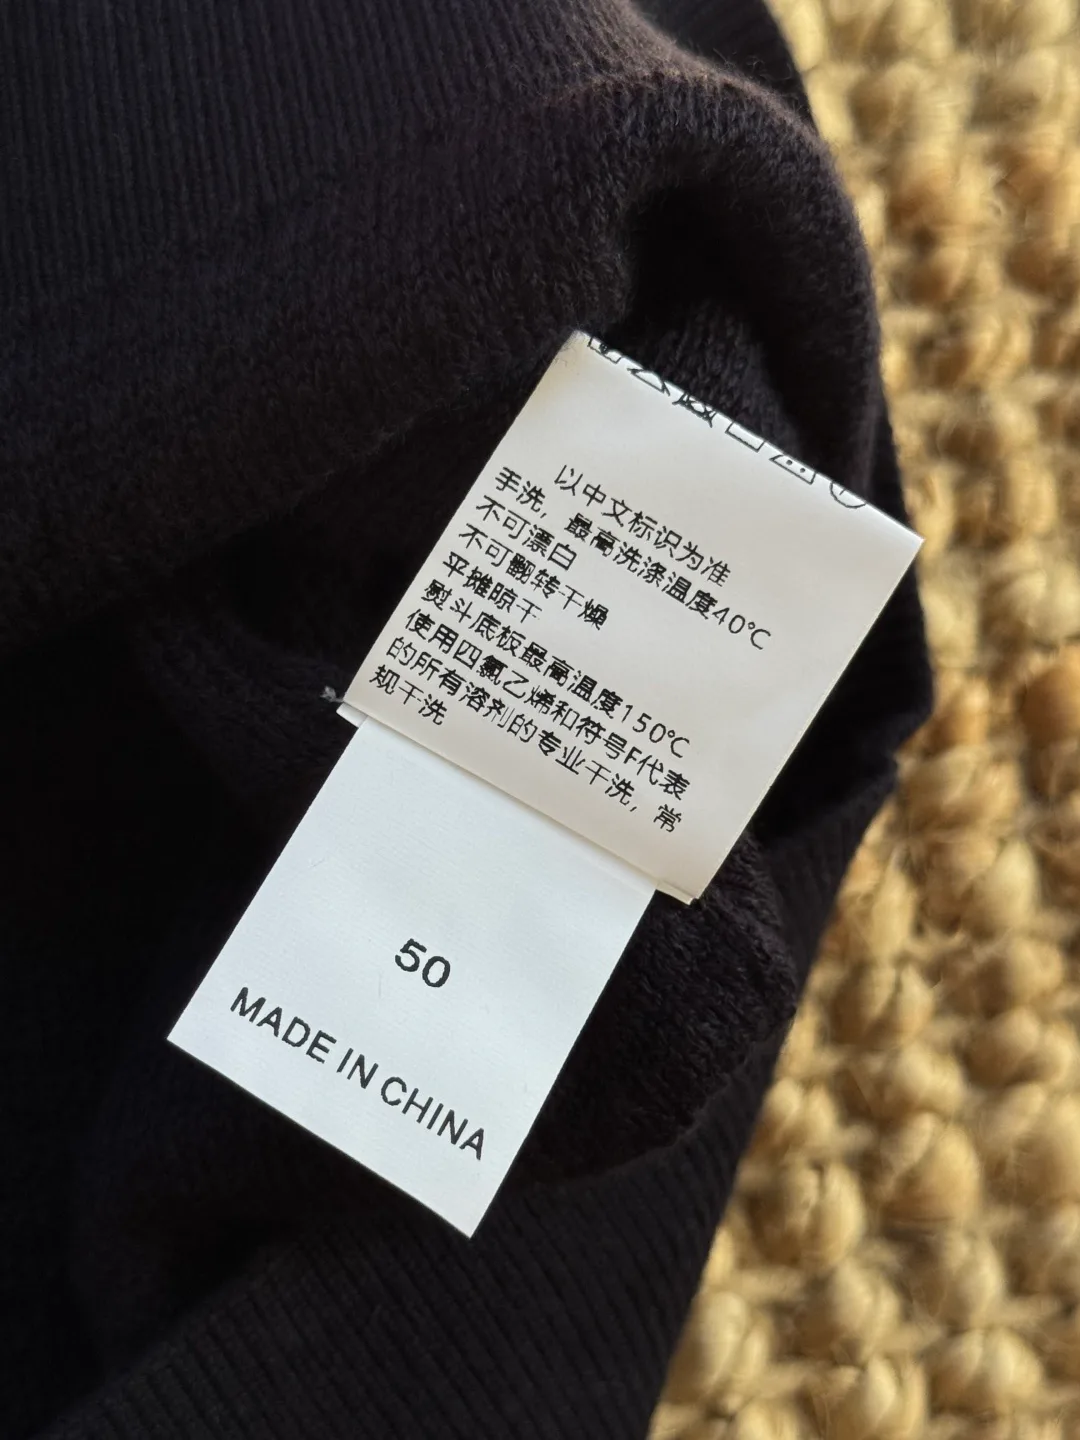 以中文标识为准
手洗，最高洗涤温度40℃
不可漂白
不可翻转干燥
平摊晾干
熨斗底板最高温度150℃
使用四氯乙烯和符号F代表
的所有溶剂的专业干洗，常
规干洗
50
MADE IN CHINA